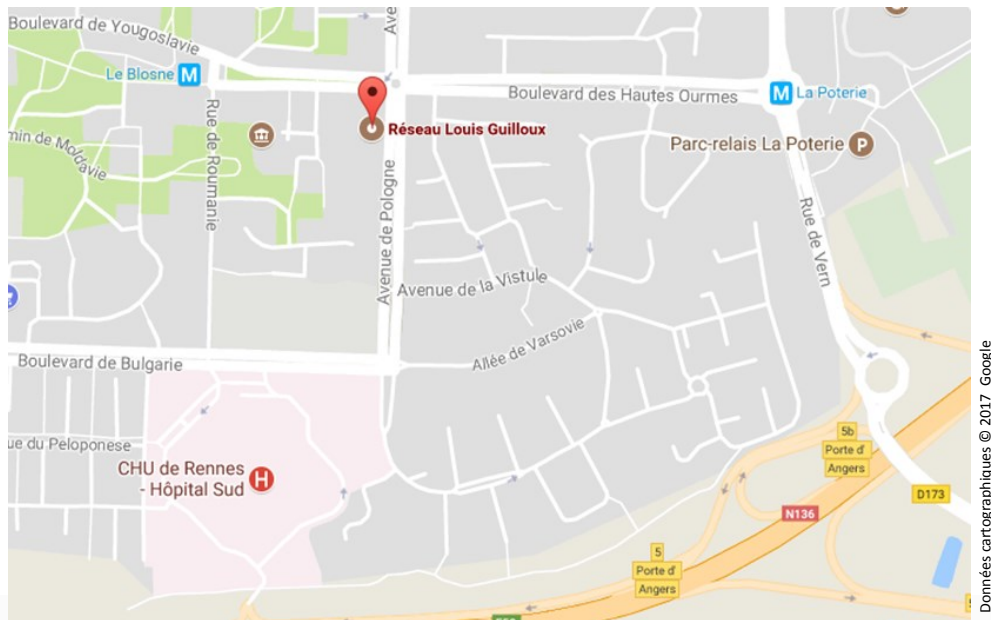 Boulevard de Yougoslavie
Ave
Le Blosne M
Boulevard des Hautes Ourmes
M La Poterie
Réseau Louis Guilloux
Parc-relais La Poterie P
min de Moldavie
Rue de Roumanie
Avenue de Pologne
Rue de Vern
Avenue de la Vistule
Allée de Varsovie
Boulevard de Bulgarie
ue du Peloponese
CHU de Rennes
- Hôpital Sud
H
5b
Porte d'
Angers
D173
N136
5
Porte d'
Angers
Données cartographiques © 2017 Google